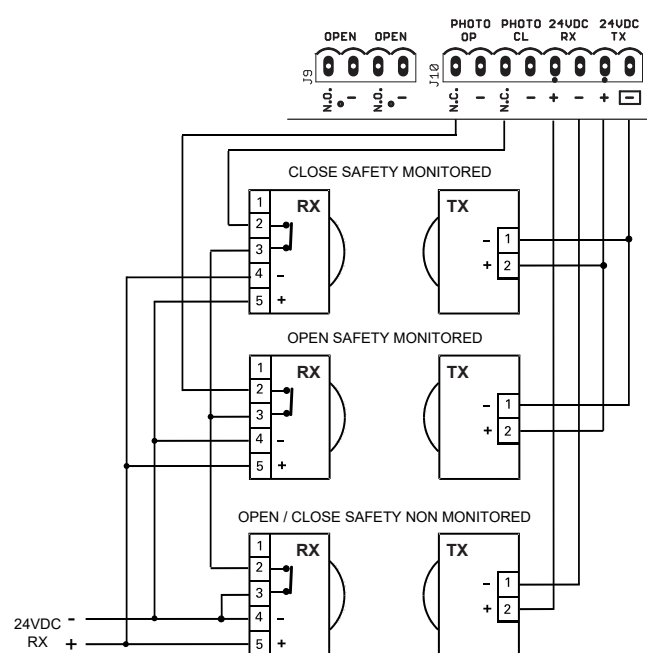 PHOTO PHOTO 24VDC 24VDC
OPEN OPEN OP CL RX TX
J9 J10
N.O. - N.O. - N.C. - N.C. - + - + -
CLOSE SAFETY MONITORED
1 RX TX
2
3 - 1
4 - + 2
5 +
OPEN SAFETY MONITORED
1 RX TX
2
3 - 1
4 - + 2
5 +
OPEN / CLOSE SAFETY NON MONITORED
1 RX TX
2
3 - 1
4 - + 2
5 +
24VDC -
RX +